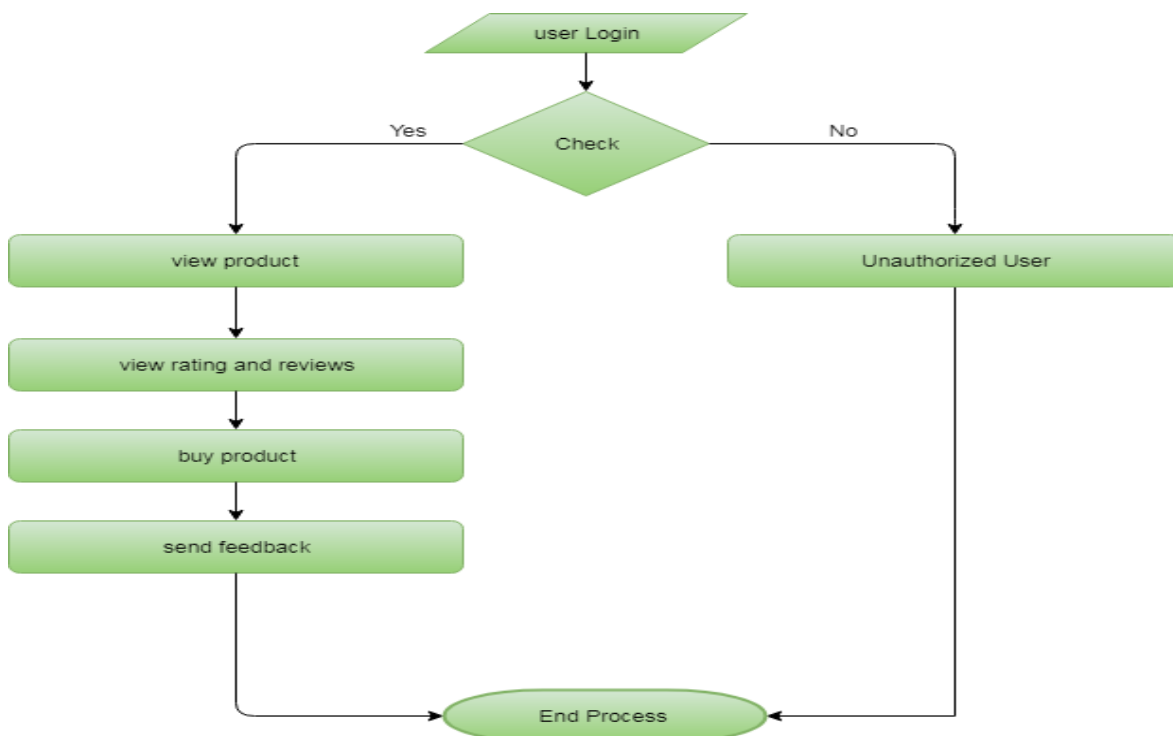 user Login
Check
Yes
No
view product
Unauthorized User
view rating and reviews
buy product
send feedback
End Process